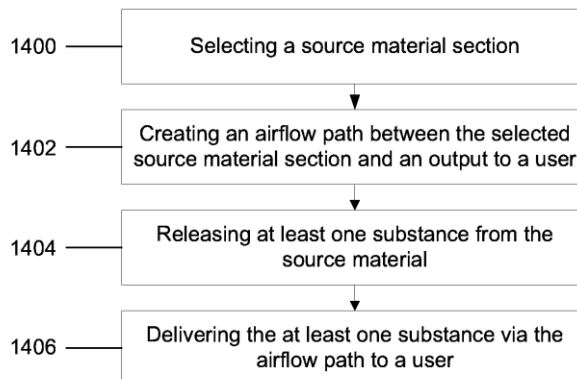 1400
Selecting a source material section
1402
Creating an airflow path between the selected
source material section and an output to a user
1404
Releasing at least one substance from the
source material
1406
Delivering the at least one substance via the
airflow path to a user